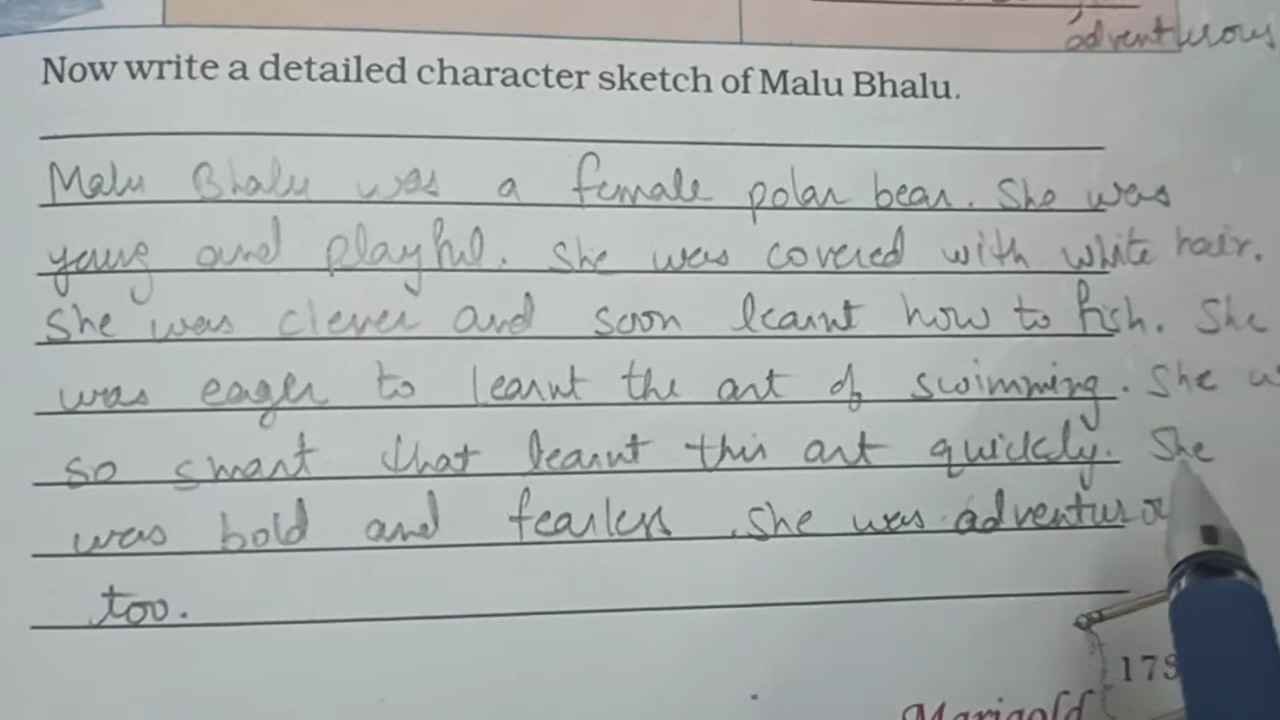 adventurous
Now write a detailed character sketch of Malu Bhalu.
Malu Bhalu was a female polar bear. She was
young and playful. She was covered with white hair.
She was clever and soon learnt how to fish. She
was eager to learnt the art of swimming. She
so smart that learnt this art quickly. She
was bold and fearless. She was
too.
Marigold